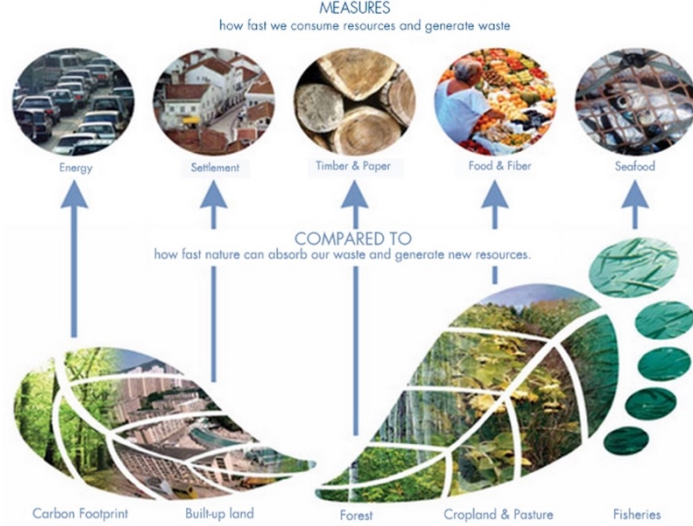 MEASURES
how fast we consume resources and generate waste
Energy
Settlement
Timber & Paper
Food & Fiber
Seafood
COMPARED TO
how fast nature can absorb our waste and generate new resources.
Carbon Footprint
Built-up land
Forest
Cropland & Pasture
Fisheries